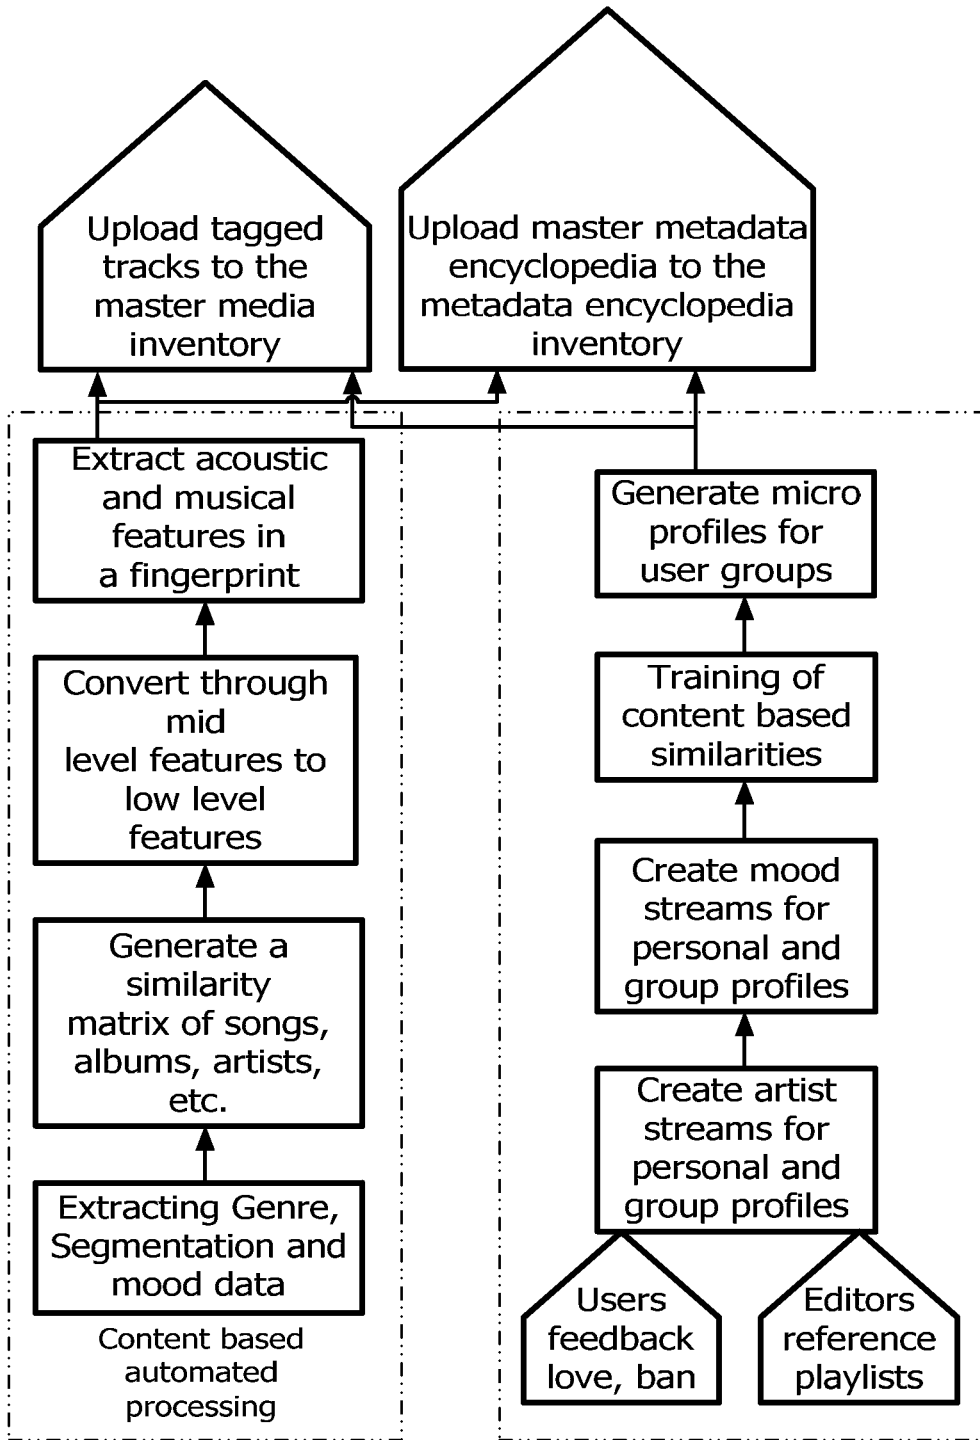 Upload tagged
tracks to the
master media
inventory
Upload master metadata
encyclopedia to the
metadata encyclopedia
inventory
Extract acoustic
and musical
features in
a fingerprint
Convert through
mid
level features to
low level
features
Generate a
similarity
matrix of songs,
albums, artists,
etc.
Extracting Genre,
Segmentation and
mood data
Content based
automated
processing
Generate micro
profiles for
user groups
Training of
content based
similarities
Create mood
streams for
personal and
group profiles
Create artist
streams for
personal and
group profiles
Users
feedback
love, ban
Editors
reference
playlists